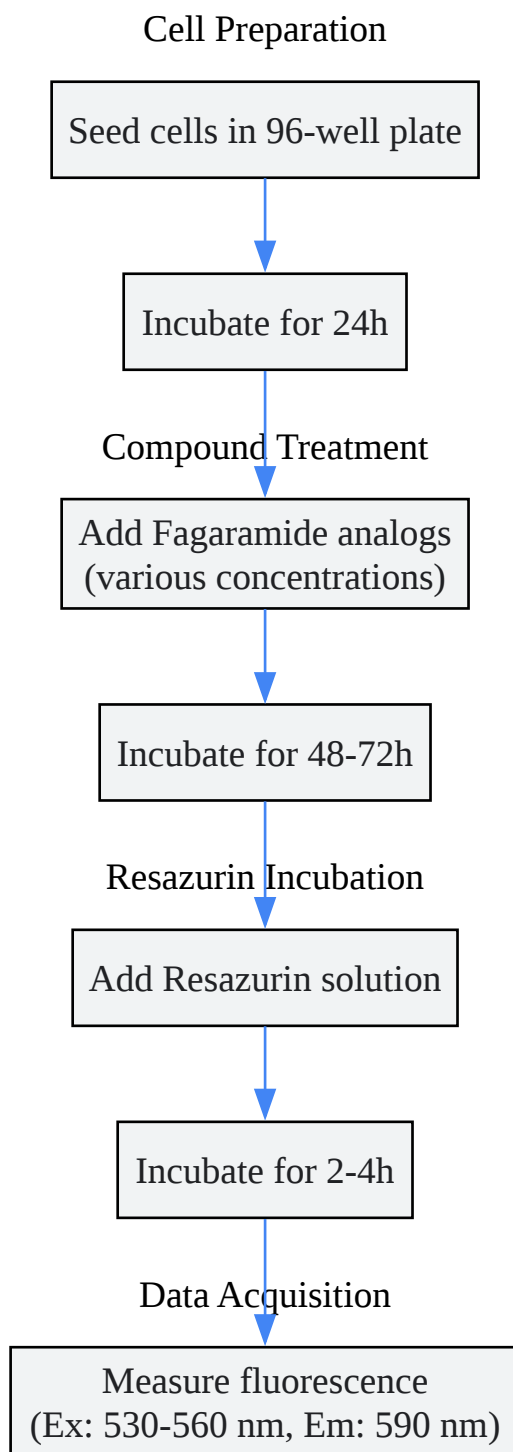 Cell Preparation
Seed cells in 96-well plate
Incubate for 24h
Compound Treatment
Add Fagaramide analogs
(various concentrations)
Incubate for 48-72h
Resazurin Incubation
Add Resazurin solution
Incubate for 2-4h
Data Acquisition
Measure fluorescence
(Ex: 530-560 nm, Em: 590 nm)